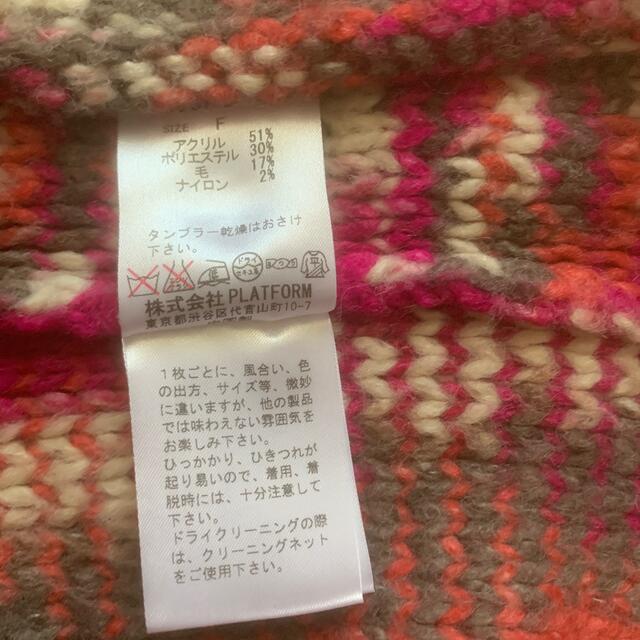 SIZE F
アクリル 51%
ポリエステル 30%
毛 17%
ナイロン 2%
タンブラー乾燥はおさけ
下さい。
ドライ
セキユ系
平
株式会社 PLATFORM
東京都渋谷区代官山町10-7
1枚ごとに、風合い、色
の出方、サイズ等、微妙
に違いますが、他の製品
では味わえない雰囲気を
お楽しみ下さい。
ひっかかり、ひきつれが
起り易いので、着用、着
脱時には、十分注意して
下さい。
ドライクリーニングの際
は、クリーニングネット
をご使用下さい。